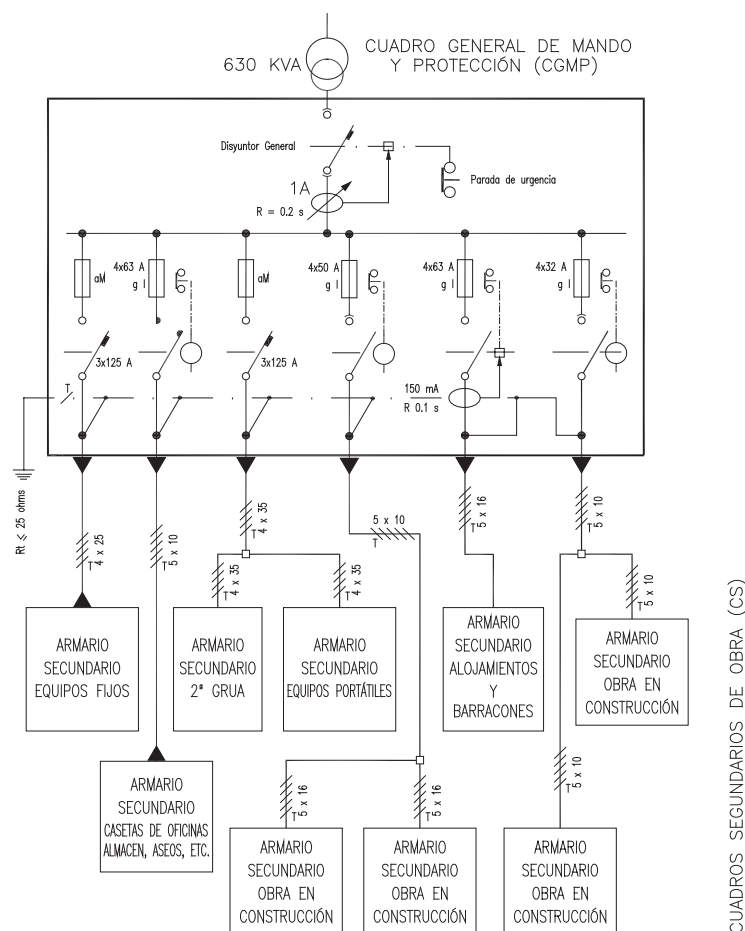 630 KVA
CUADRO GENERAL DE MANDO
Y PROTECCIÓN (CGMP)
Disyuntor General
Parada de urgencia
1A
R = 0.2 s
aM
4x63 A
g l
aM
4x50 A
g l
4x63 A
g l
4x32 A
g l
3x125 A
3x125 A
T
150 mA
R 0.1 s
Rt ⩽ 25 ohms
T 4 x 25
T 5 x 10
T 4 x 35
5 x 10
T
T 5 x 16
T 5 x 10
T 4 x 35
T 4 x 35
T 5 x 10
ARMARIO
SECUNDARIO
EQUIPOS FIJOS
ARMARIO
SECUNDARIO
2ª GRUA
ARMARIO
SECUNDARIO
EQUIPOS PORTÁTILES
ARMARIO
SECUNDARIO
ALOJAMIENTOS
Y
BARRACONES
ARMARIO
SECUNDARIO
OBRA EN
CONSTRUCCIÓN
ARMARIO
SECUNDARIO
CASETAS DE OFICINAS
ALMACEN, ASEOS, ETC.
T 5 x 16
T 5 x 16
T 5 x 10
ARMARIO
SECUNDARIO
OBRA EN
CONSTRUCCIÓN
ARMARIO
SECUNDARIO
OBRA EN
CONSTRUCCIÓN
ARMARIO
SECUNDARIO
OBRA EN
CONSTRUCCIÓN
CUADROS SEGUNDARIOS DE OBRA (CS)